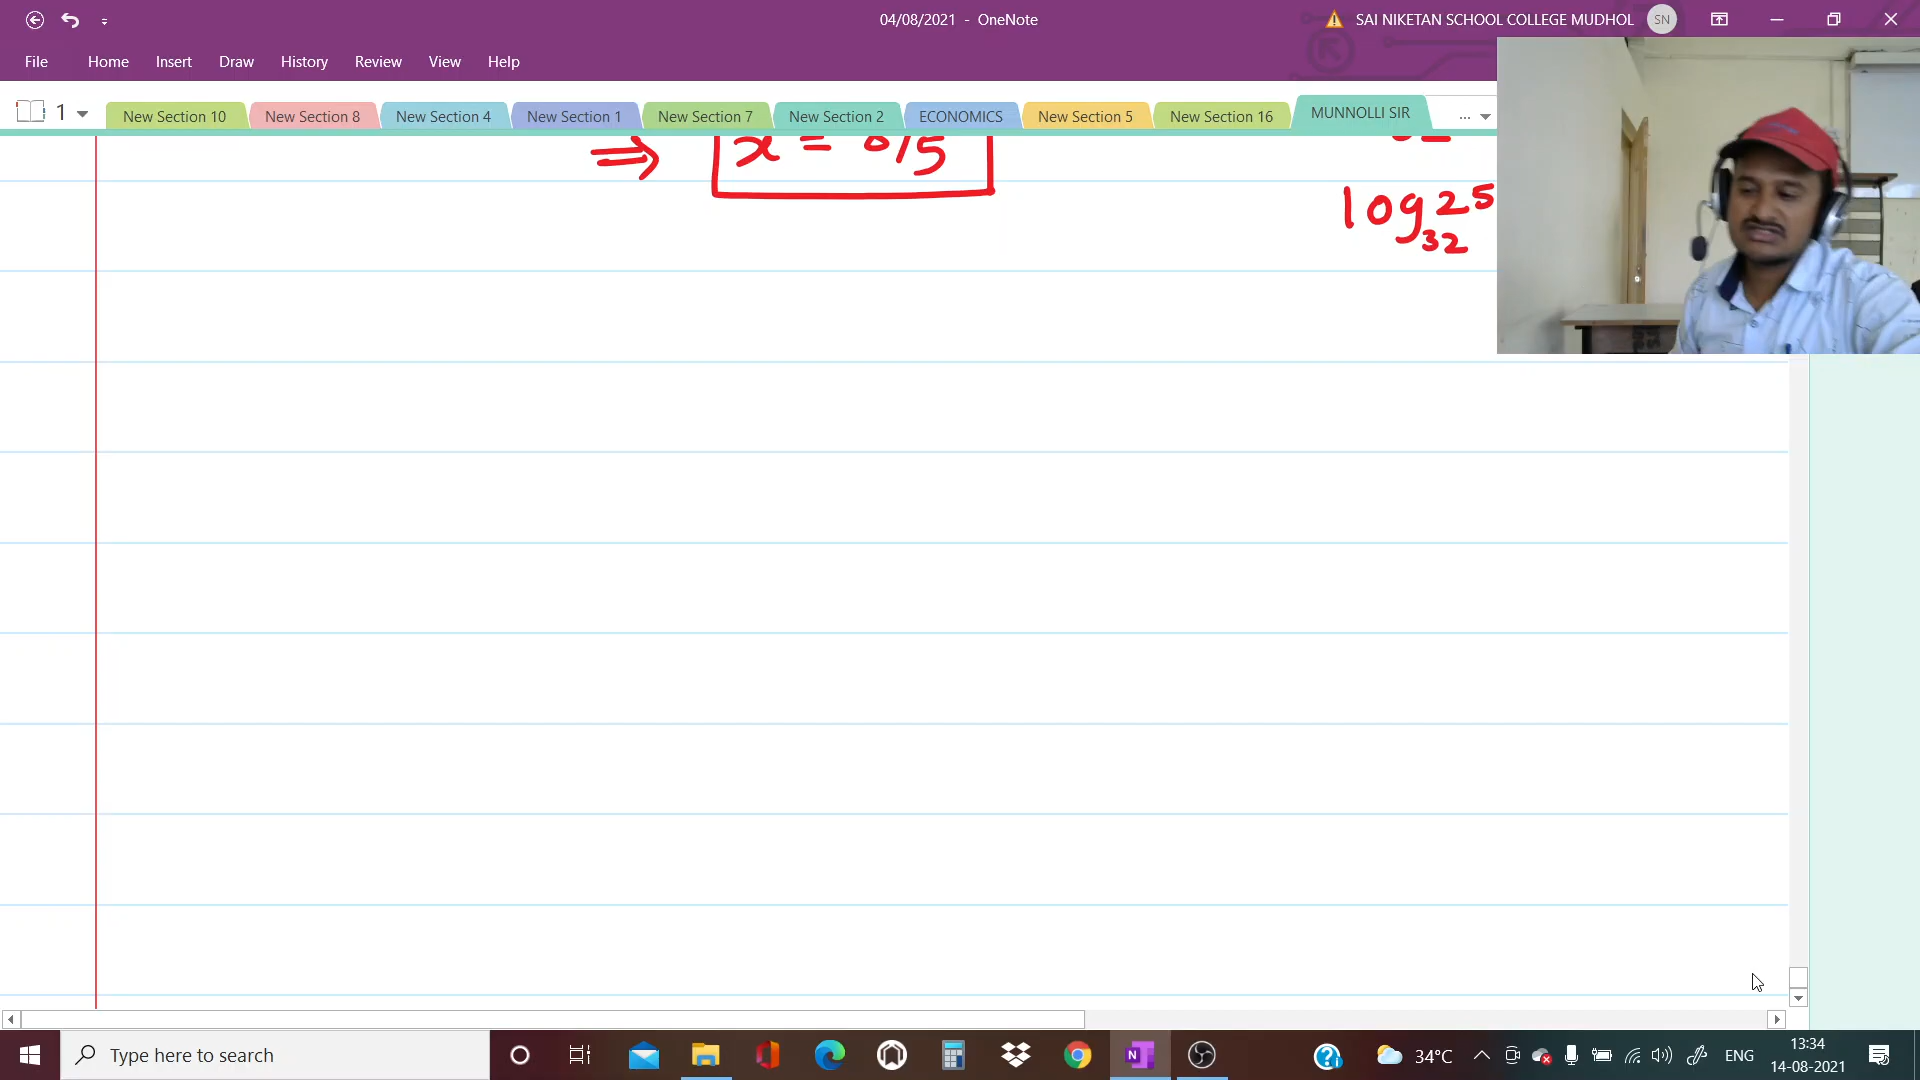 04/08/2021 - OneNote
SAI NIKETAN SCHOOL COLLEGE MUDHOL SN
File Home Insert Draw History Review View Help
1 New Section 10 New Section 8 New Section 4 New Section 1 New Section 7 New Section 2 ECONOMICS New Section 5 New Section 16 MUNNOLLI SIR ...
⇒ x = /5
log 2⁵
32
Type here to search
34°C ENG 13:34
14-08-2021